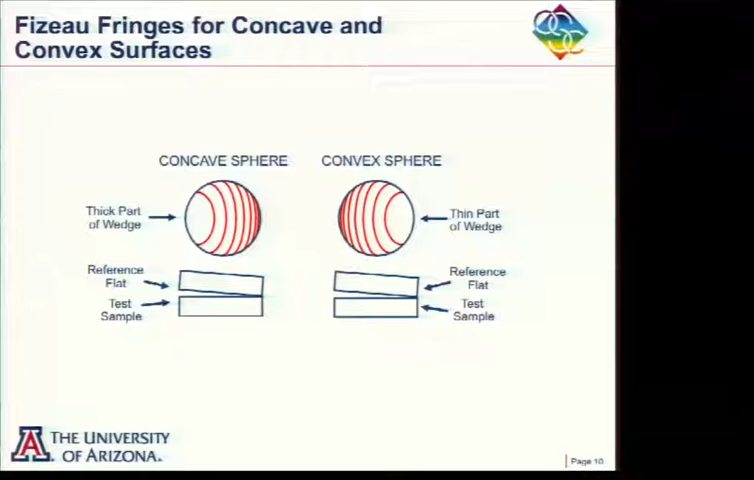 Fizeau Fringes for Concave and
Convex Surfaces
CONCAVE SPHERE
CONVEX SPHERE
Thick Part
of Wedge
Thin Part
of Wedge
Reference
Flat
Reference
Flat
Test
Sample
Test
Sample
THE UNIVERSITY
OF ARIZONA.
Page 10